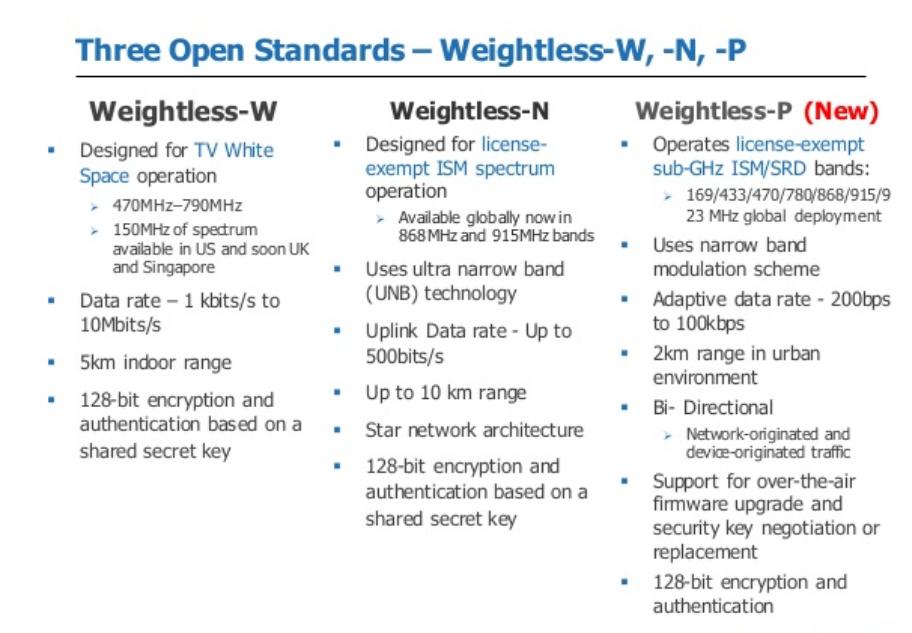 Three Open Standards – Weightless-W, -N, -P
Weightless-W
▪ Designed for TV White
Space operation
➢ 470MHz–790MHz
➢ 150MHz of spectrum
available in US and soon UK
and Singapore
▪ Data rate – 1 kbits/s to
10Mbits/s
▪ 5km indoor range
▪ 128-bit encryption and
authentication based on a
shared secret key
Weightless-N
▪ Designed for license-
exempt ISM spectrum
operation
➢ Available globally now in
868MHz and 915MHz bands
▪ Uses ultra narrow band
(UNB) technology
▪ Uplink Data rate - Up to
500bits/s
▪ Up to 10 km range
▪ Star network architecture
▪ 128-bit encryption and
authentication based on a
shared secret key
Weightless-P (New)
▪ Operates license-exempt
sub-GHz ISM/SRD bands:
➢ 169/433/470/780/868/915/9
23 MHz global deployment
▪ Uses narrow band
modulation scheme
▪ Adaptive data rate - 200bps
to 100kbps
▪ 2km range in urban
environment
▪ Bi- Directional
➢ Network-originated and
device-originated traffic
▪ Support for over-the-air
firmware upgrade and
security key negotiation or
replacement
▪ 128-bit encryption and
authentication